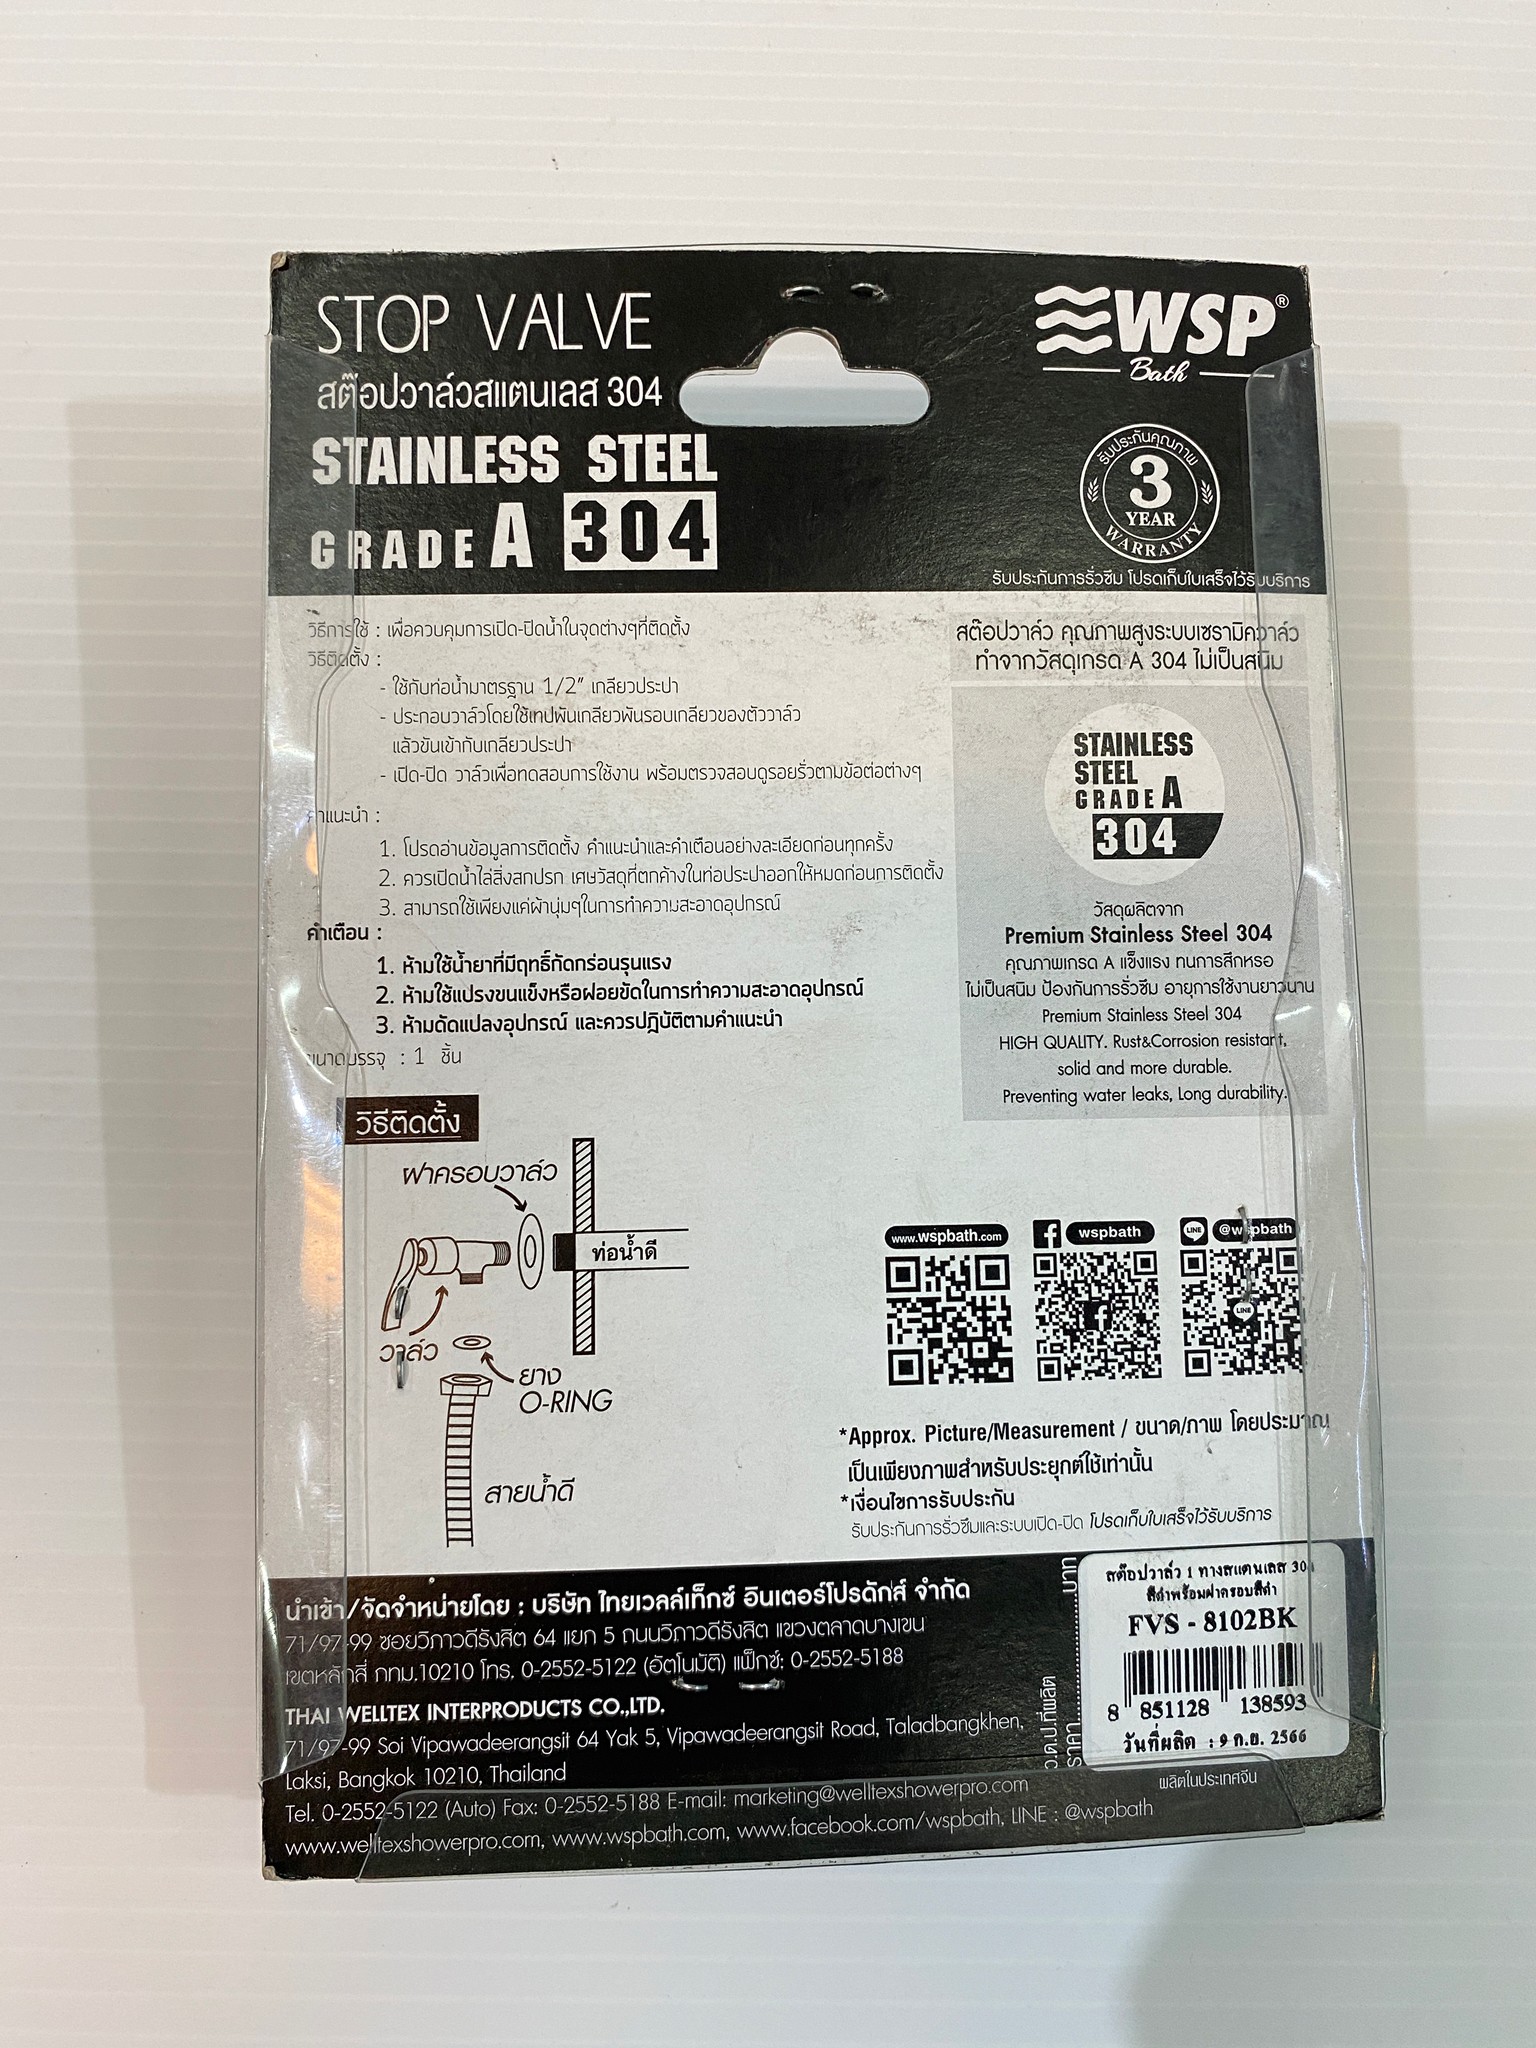 STOP VALVE
สต๊อปวาล์วสแตนเลส 304
STAINLESS STEEL
GRADE A 304
WSP®
Bath
รับประกันคุณภาพ
3
YEAR
WARRANTY
รับประกันการรั่วซึม โปรดเก็บใบเสร็จไว้รับบริการ
วิธีการใช้ : เพื่อควบคุมการเปิด-ปิดน้ำในจุดต่างๆที่ติดตั้ง
วิธีติดตั้ง :
- ใช้กับท่อน้ำมาตรฐาน 1/2" เกลียวประปา
- ประกอบวาล์วโดยใช้เทปพันเกลียวพันรอบเกลียวของตัววาล์ว
แล้วขันเข้ากับเกลียวประปา
- เปิด-ปิด วาล์วเพื่อทดสอบการใช้งาน พร้อมตรวจสอบดูรอยรั่วตามข้อต่อต่างๆ
คำแนะนำ :
1. โปรดอ่านข้อมูลการติดตั้ง คำแนะนำและคำเตือนอย่างละเอียดก่อนทุกครั้ง
2. ควรเปิดน้ำไล่สิ่งสกปรก เศษวัสดุที่ตกค้างในท่อประปาออกให้หมดก่อนการติดตั้ง
3. สามารถใช้เพียงแค่ผ้านุ่มๆในการทำความสะอาดอุปกรณ์
คำเตือน :
1. ห้ามใช้น้ำยาที่มีฤทธิ์กัดกร่อนรุนแรง
2. ห้ามใช้แปรงขนแข็งหรือฝอยขัดในการทำความสะอาดอุปกรณ์
3. ห้ามดัดแปลงอุปกรณ์ และควรปฏิบัติตามคำแนะนำ
ขนาดบรรจุ : 1 ชิ้น
สต๊อปวาล์ว คุณภาพสูงระบบเซรามิควาล์ว
ทำจากวัสดุเกรด A 304 ไม่เป็นสนิม
STAINLESS
STEEL
GRADE A
304
วัสดุผลิตจาก
Premium Stainless Steel 304
คุณภาพเกรด A แข็งแรง ทนการสึกหรอ
ไม่เป็นสนิม ป้องกันการรั่วซึม อายุการใช้งานยาวนาน
Premium Stainless Steel 304
HIGH QUALITY. Rust&Corrosion resistant,
solid and more durable.
Preventing water leaks, Long durability.
วิธีติดตั้ง
ฝาครอบวาล์ว
ท่อน้ำดี
วาล์ว
ยาง
O-RING
สายน้ำดี
www.wspbath.com
wspbath
LINE @wspbath
LINE
*Approx. Picture/Measurement / ขนาด/ภาพ โดยประมาณ
เป็นเพียงภาพสำหรับประยุกต์ใช้เท่านั้น
*เงื่อนไขการรับประกัน
รับประกันการรั่วซึมและระบบเปิด-ปิด โปรดเก็บใบเสร็จไว้รับบริการ
นำเข้า/จัดจำหน่ายโดย : บริษัท ไทยเวลล์เท็กซ์ อินเตอร์โปรดักส์ จำกัด
71/97-99 ซอยวิภาวดีรังสิต 64 แยก 5 ถนนวิภาวดีรังสิต แขวงตลาดบางเขน
เขตหลักสี่ กทม.10210 โทร. 0-2552-5122 (อัตโนมัติ) แฟ็กซ์: 0-2552-5188
THAI WELLTEX INTERPRODUCTS CO.,LTD.
71/97-99 Soi Vipawadeerangsit 64 Yak 5, Vipawadeerangsit Road, Taladbangkhen,
Laksi, Bangkok 10210, Thailand
Tel. 0-2552-5122 (Auto) Fax: 0-2552-5188 E-mail: marketing@welltexshowerpro.com
www.welltexshowerpro.com, www.wspbath.com, www.facebook.com/wspbath, LINE : @wspbath
ว.ด.ป.ที่ผลิต
ราคา..............................บาท
สต๊อปวาล์ว 1 ทางสแตนเลส 304
สีดำพร้อมฝาครอบสีดำ
FVS - 8102BK
8 851128 138593
วันที่ผลิต : 9 ก.ย. 2566
ผลิตในประเทศจีน